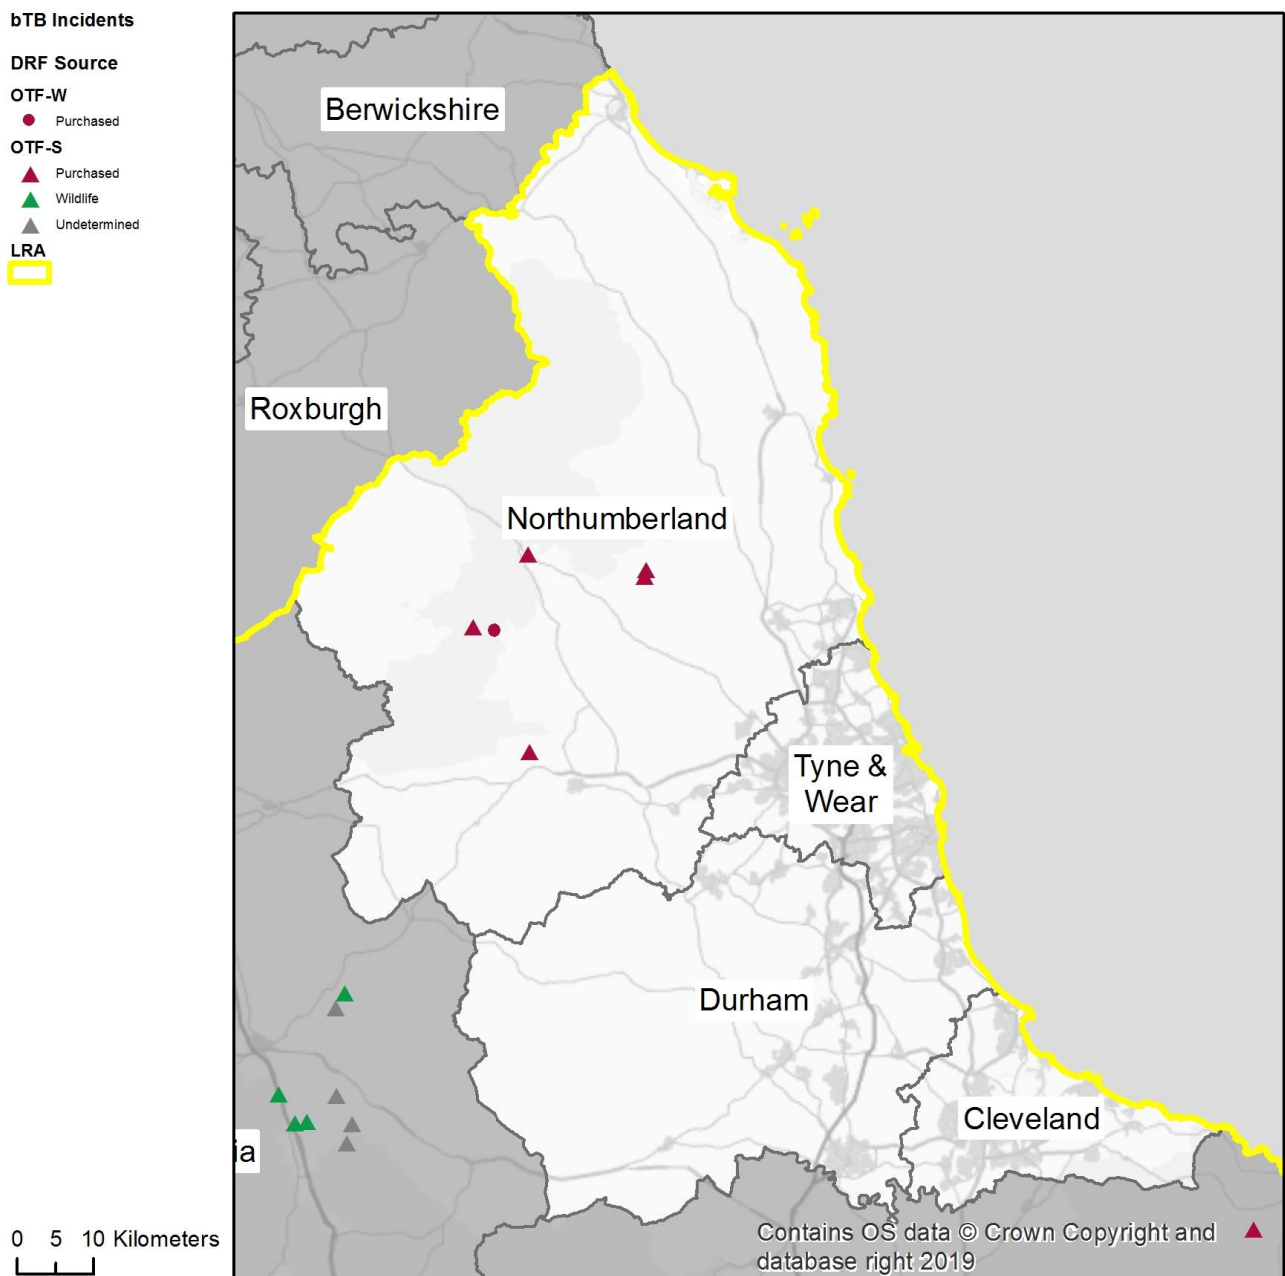 bTB Incidents
DRF Source
OTF-W
Purchased
OTF-S
Purchased
Wildlife
Undetermined
LRA
Berwickshire
Roxburgh
Northumberland
Tyne &
Wear
Durham
Cleveland
ia
0 5 10 Kilometers
Contains OS data © Crown Copyright and
database right 2019